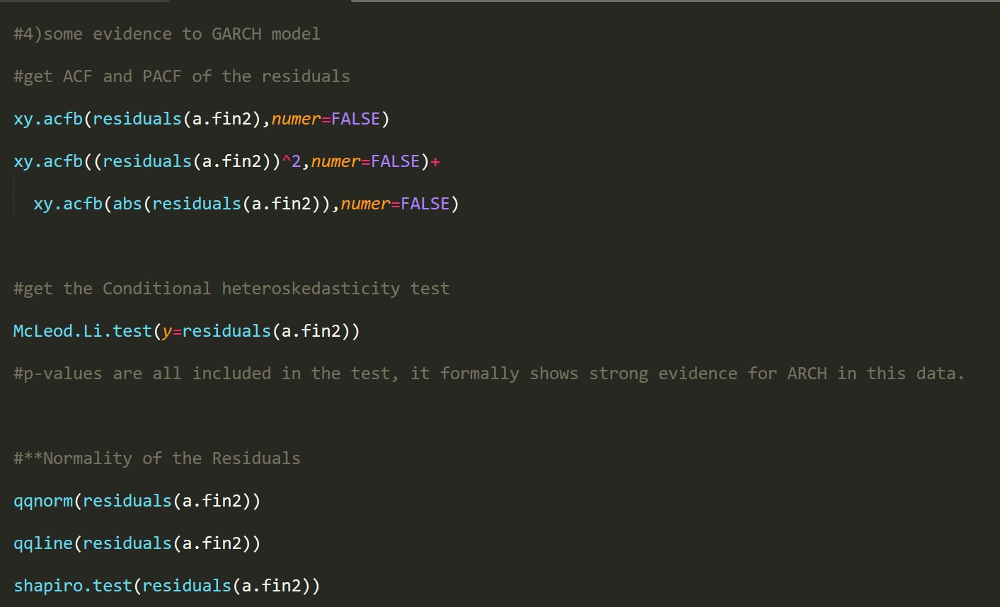 #4)some evidence to GARCH model
#get ACF and PACF of the residuals
xy.acfb(residuals(a.fin2),numer=FALSE)
xy.acfb((residuals(a.fin2))^2,numer=FALSE)+
  xy.acfb(abs(residuals(a.fin2)),numer=FALSE)
#get the Conditional heteroskedasticity test
McLeod.Li.test(y=residuals(a.fin2))
#p-values are all included in the test, it formally shows strong evidence for ARCH in this data.
#**Normality of the Residuals
qqnorm(residuals(a.fin2))
qqline(residuals(a.fin2))
shapiro.test(residuals(a.fin2))